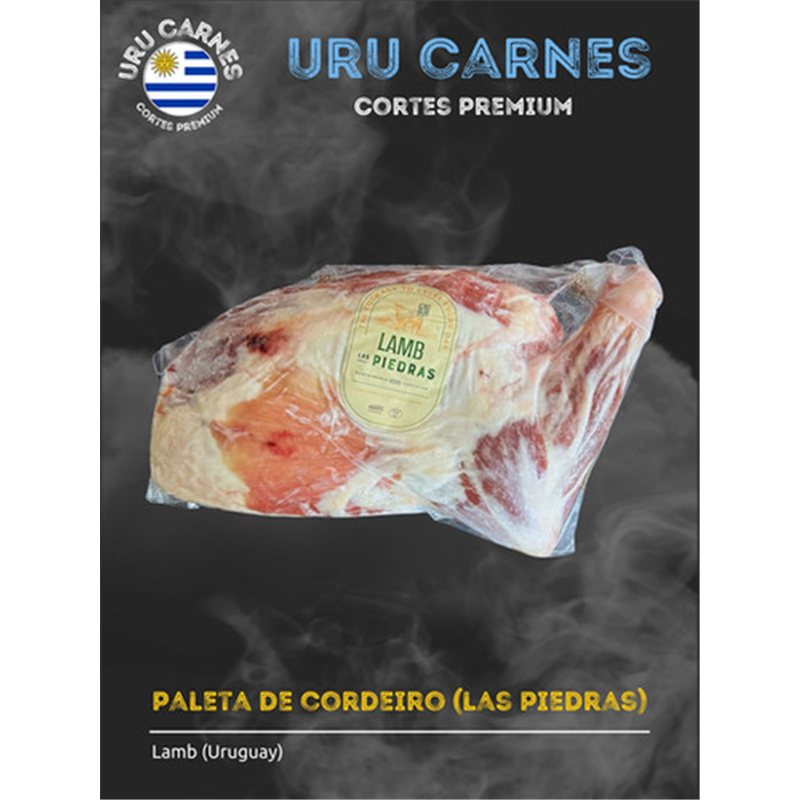 URU CARNES
CORTES PREMIUM
URU CARNES
CORTES PREMIUM
LAMB
LAS PIEDRAS
PALETA DE CORDEIRO (LAS PIEDRAS)
Lamb (Uruguay)